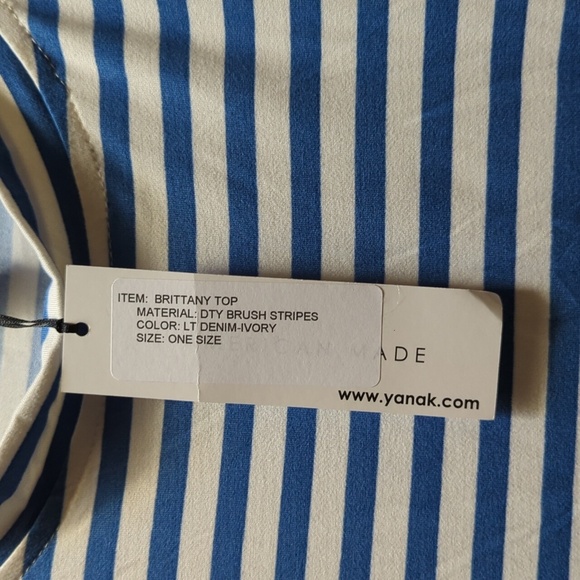 ITEM: BRITTANY TOP
MATERIAL: DTY BRUSH STRIPES
COLOR: LT DENIM-IVORY
SIZE: ONE SIZE
MADE
www.yanak.com